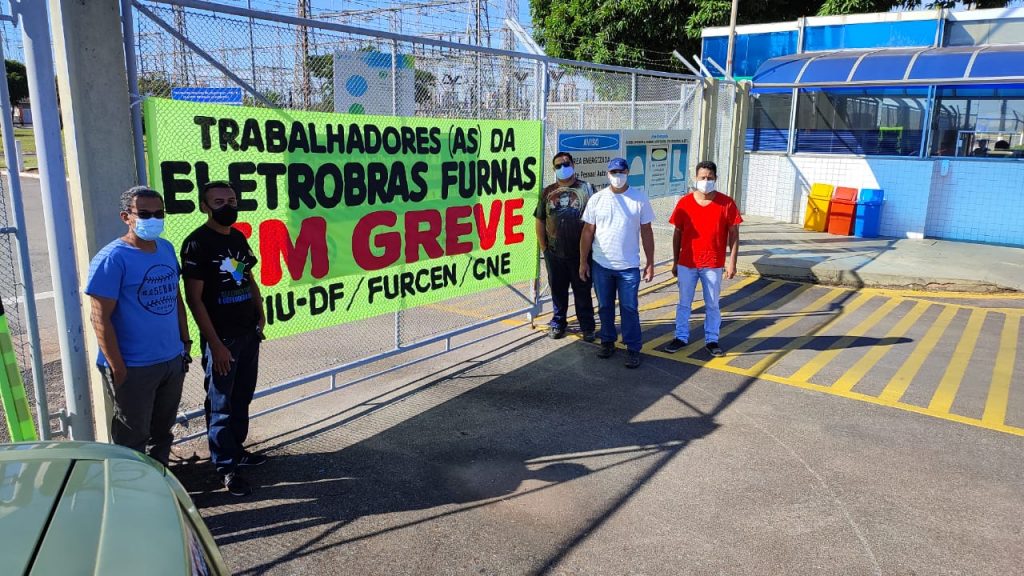 TRABALHADORES (AS) DA
ELETROBRAS FURNAS
EM GREVE
IU-DF/FURCEN/CNE
AVISO